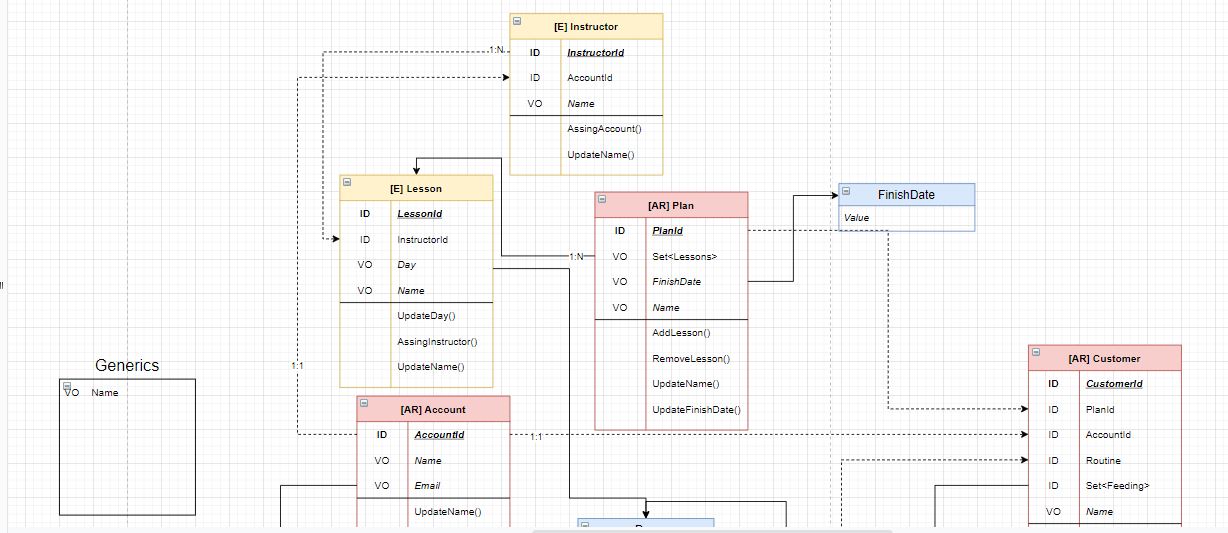 [E] Instructor
ID InstructorId
ID AccountId
VO Name
AssingAccount()
UpdateName()
1:N
[E] Lesson
ID LessonId
ID InstructorId
VO Day
VO Name
UpdateDay()
AssingInstructor()
UpdateName()
[AR] Plan
ID PlanId
VO Set<Lessons>
VO FinishDate
VO Name
AddLesson()
RemoveLesson()
UpdateName()
UpdateFinishDate()
1:N
FinishDate
Value
1:1
Generics
VO Name
[AR] Account
ID AccountId
VO Name
VO Email
UpdateName()
1:1
[AR] Customer
ID CustomerId
ID PlanId
ID AccountId
ID Routine
ID Set<Feeding>
VO Name